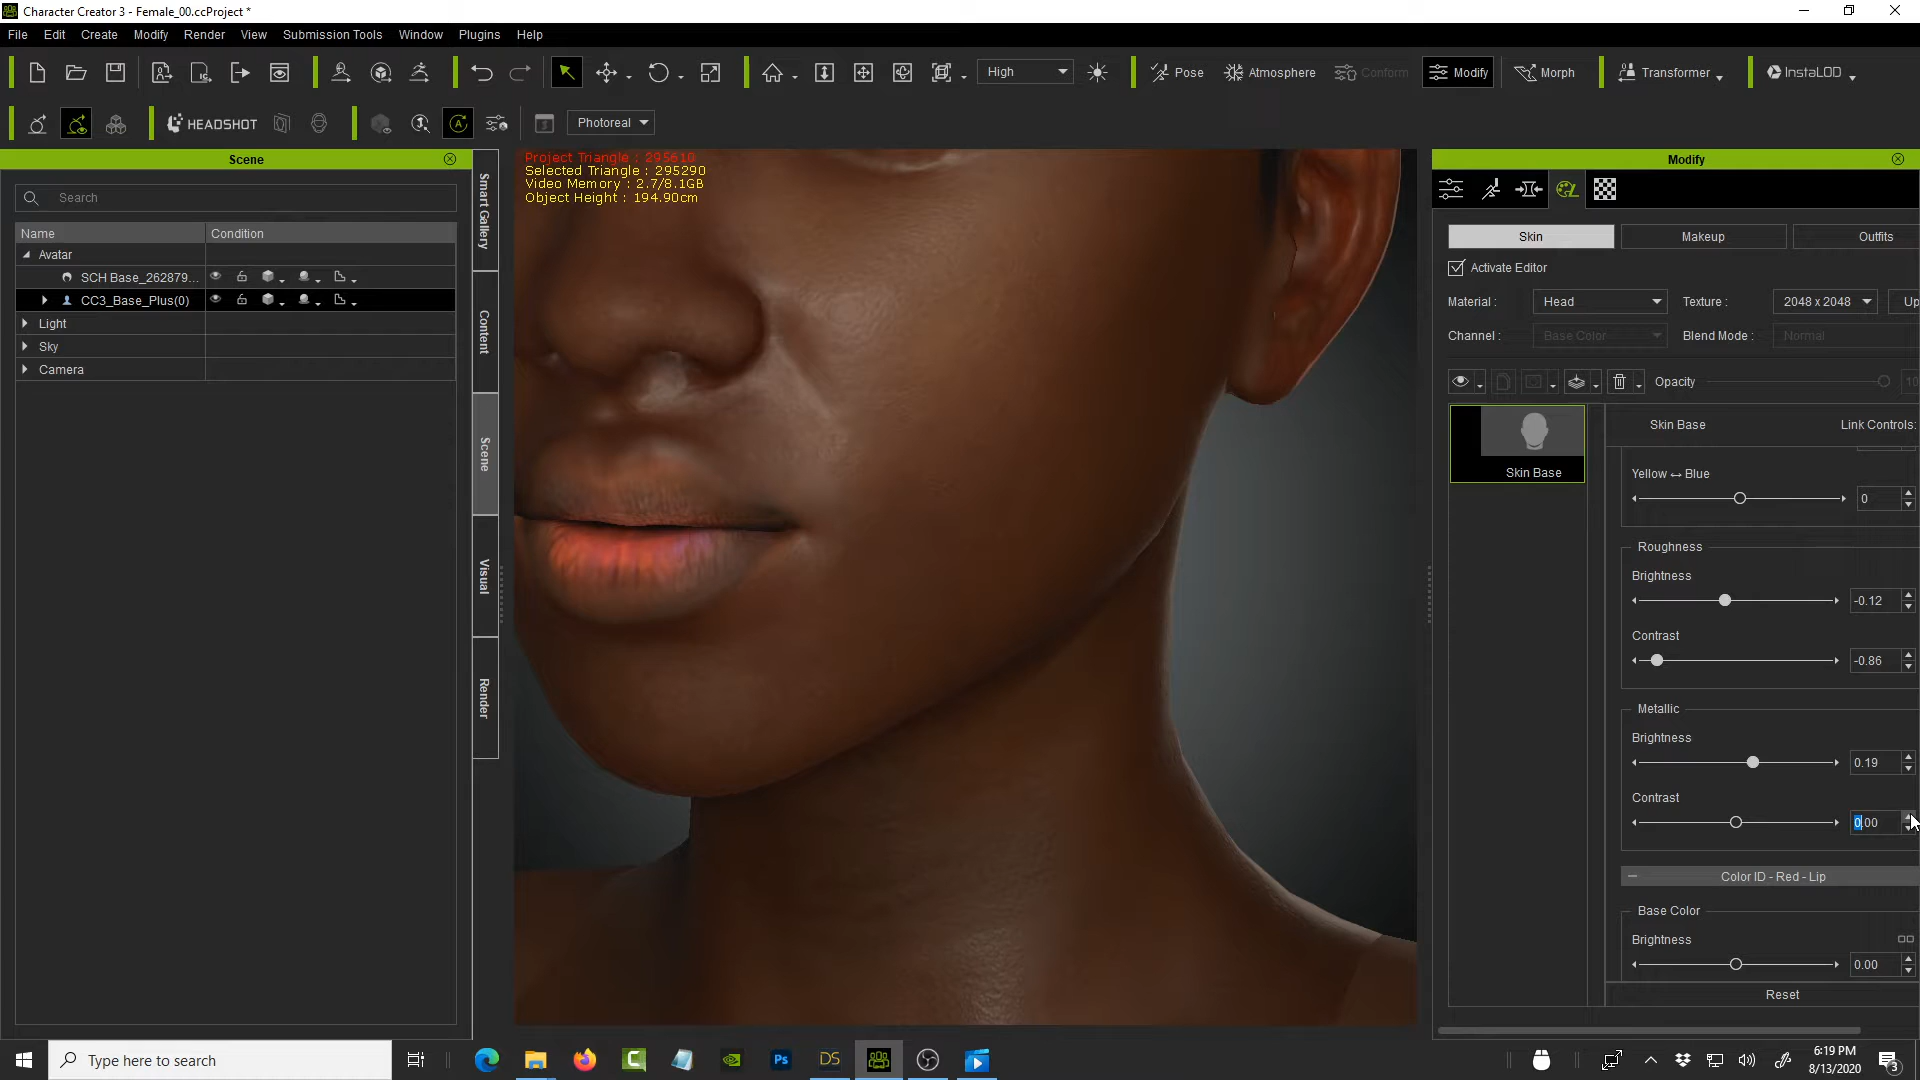 Character Creator 3 - Female_00.ccProject *
File Edit Create Modify Render View Submission Tools Window Plugins Help
High Pose Atmosphere Conform Modify Morph Transformer InstaLOD
HEADSHOT Photoreal
Scene
Search
Name Condition
Avatar
SCH Base_262879...
CC3_Base_Plus(0)
Light
Sky
Camera
Smart Gallery
Content
Scene
Visual
Render
Project Triangle : 295610
Selected Triangle : 295290
Video Memory : 2.7/8.1GB
Object Height : 194.90cm
Modify
Skin Makeup Outfits
Activate Editor
Material : Head Texture : 2048 x 2048 Up
Channel : Base Color Blend Mode : Normal
Opacity 10
Skin Base
Skin Base Link Controls:
Yellow ↔ Blue
0
Roughness
Brightness
-0.12
Contrast
-0.86
Metallic
Brightness
0.19
Contrast
0.00
Color ID - Red - Lip
Base Color
Brightness
0.00
Reset
Type here to search
Ps
DS
6:19 PM
8/13/2020
3